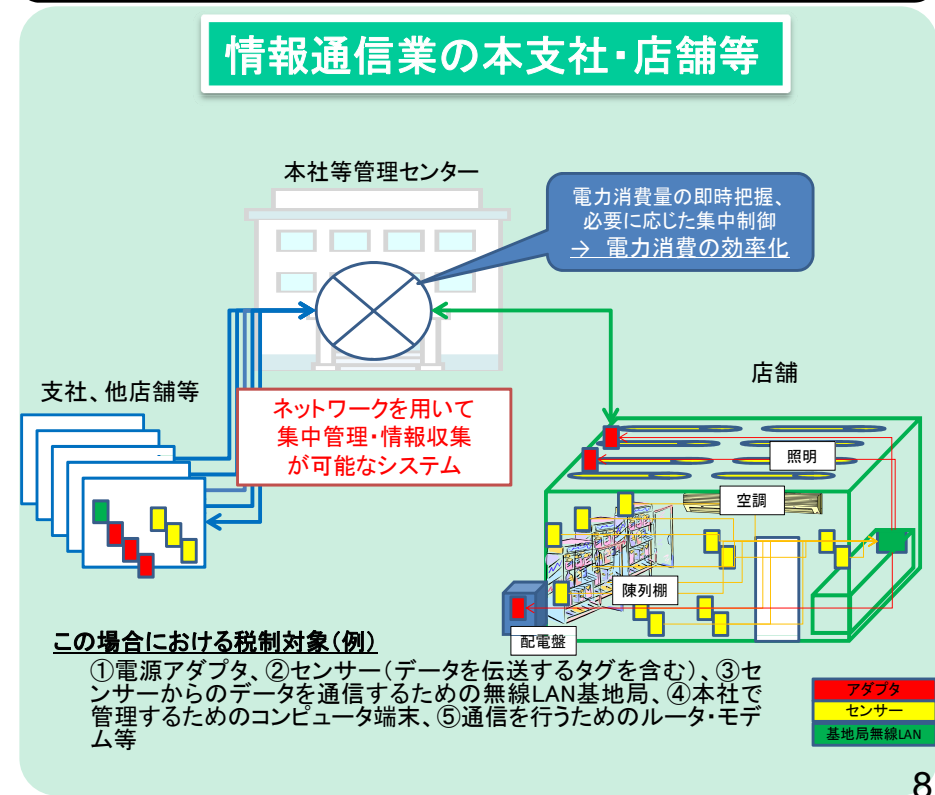 情報通信業の本支社・店舗等
本社等管理センター
電力消費量の即時把握、
必要に応じた集中制御
→ 電力消費の効率化
支社、他店舗等
ネットワークを用いて
集中管理・情報収集
が可能なシステム
店舗
照明
空調
陳列棚
配電盤
この場合における税制対象(例)
①電源アダプタ、②センサー(データを伝送するタグを含む)、③セ
ンサーからのデータを通信するための無線LAN基地局、④本社で
管理するためのコンピュータ端末、⑤通信を行うためのルータ・モデ
ム等
アダプタ
センサー
基地局無線LAN
8